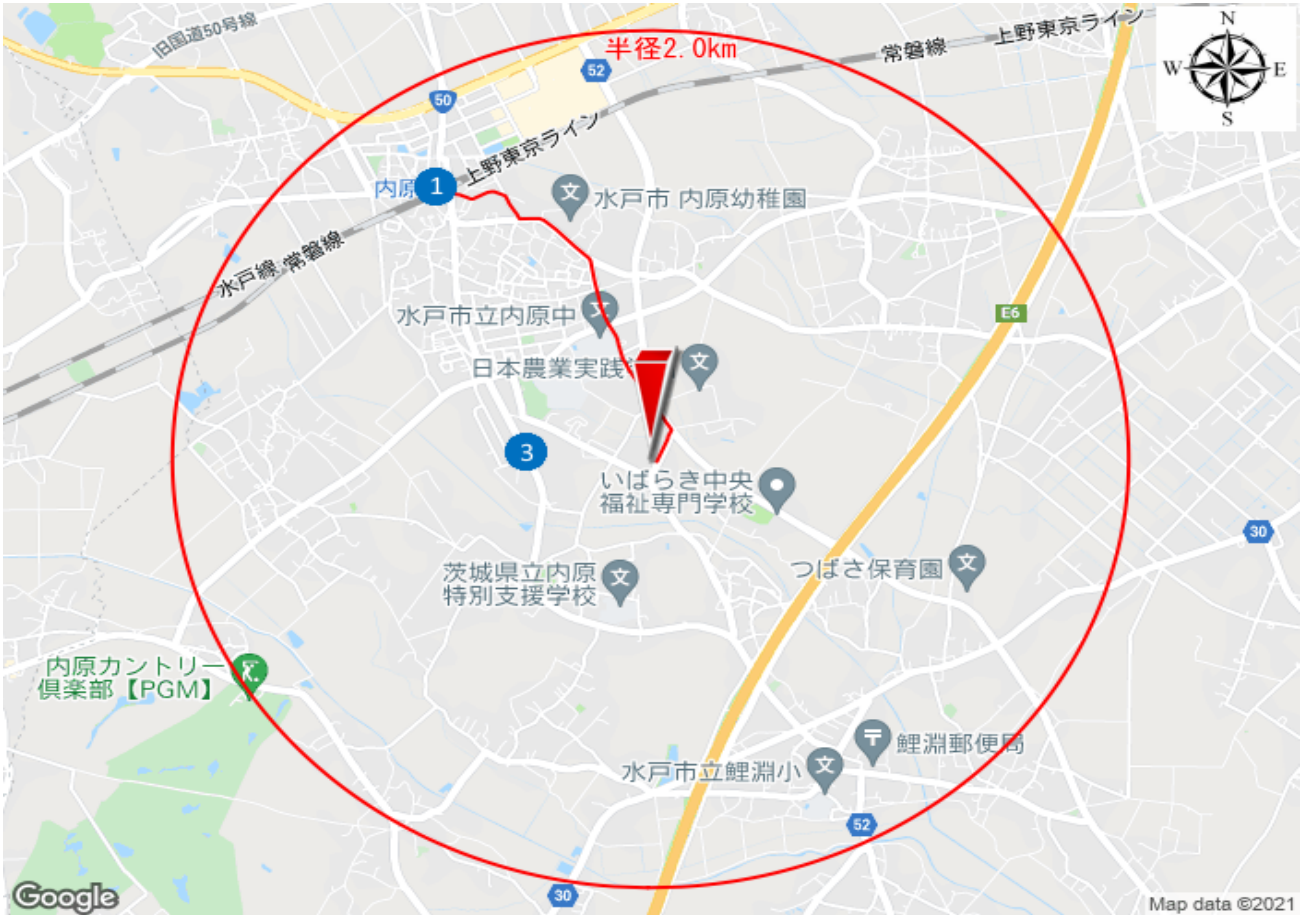 旧国道50号線
半径2.0km
常磐線
上野東京ライン
N
W
E
S
52
50
上野東京ライン
内原
1
水戸市 内原幼稚園
水戸線 常磐線
水戸市立内原中
E6
日本農業実践
3
いばらき中央
福祉専門学校
30
茨城県立内原
特別支援学校
つばさ保育園
内原カントリー
倶楽部【PGM】
鯉淵郵便局
水戸市立鯉淵小
52
30
Google
Map data ©2021